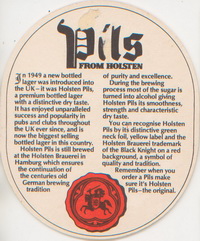 Pils
FROM HOLSTEN
In 1949 a new bottled
lager was introduced into
the UK – it was Holsten Pils,
a premium bottled lager
with a distinctive dry taste.
It has enjoyed unparalleled
success and popularity in
pubs and clubs throughout
the UK ever since, and is
now the biggest selling
bottled lager in this country.
Holsten Pils is still brewed
at the Holsten Brauerei in
Hamburg which ensures
the continuation of
the centuries old
German brewing
tradition
of purity and excellence.
During the brewing
process most of the sugar is
turned into alcohol giving
Holsten Pils its smoothness,
strength and characteristic
dry taste.
You can recognise Holsten
Pils by its distinctive green
neck foil, yellow label and the
Holsten Brauerei trademark
of the Black Knight on a red
background, a symbol of
quality and tradition.
Remember when you
order a Pils make
sure it's Holsten
Pils – the original.